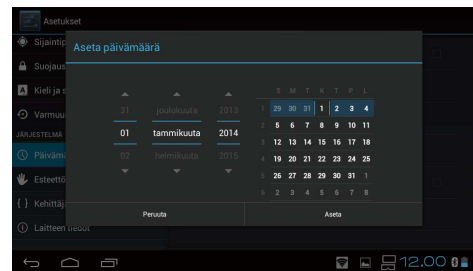 Asetukset
Sijaintip
Suojaus
A Kieli ja s
Varmuu
JÄRJESTELMÄ
Päiväm
Esteettö
{ } Kehittäj
Laitteen tiedot
Aseta päivämäärä
31 joulukuuta 2013
01 tammikuuta 2014
02 helmikuuta 2015
S M T K T P L
1 29 30 31 1 2 3 4
2 5 6 7 8 9 10 11
3 12 13 14 15 16 17 18
4 19 20 21 22 23 24 25
5 26 27 28 29 30 31 1
6 2 3 4 5 6 7 8
Peruuta Aseta
12.00